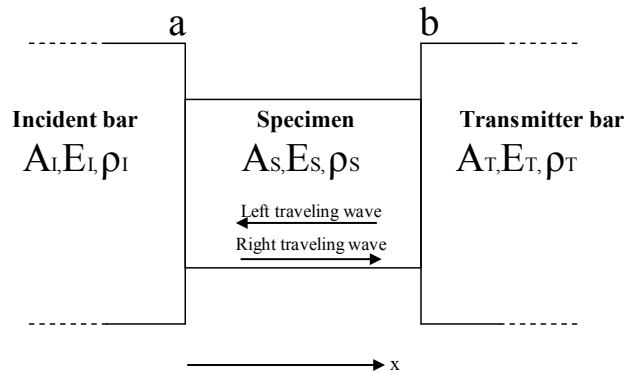 a b
Incident bar Specimen Transmitter bar
AI,EI,ρI AS,ES,ρS AT,ET,ρT
Left traveling wave
Right traveling wave
x